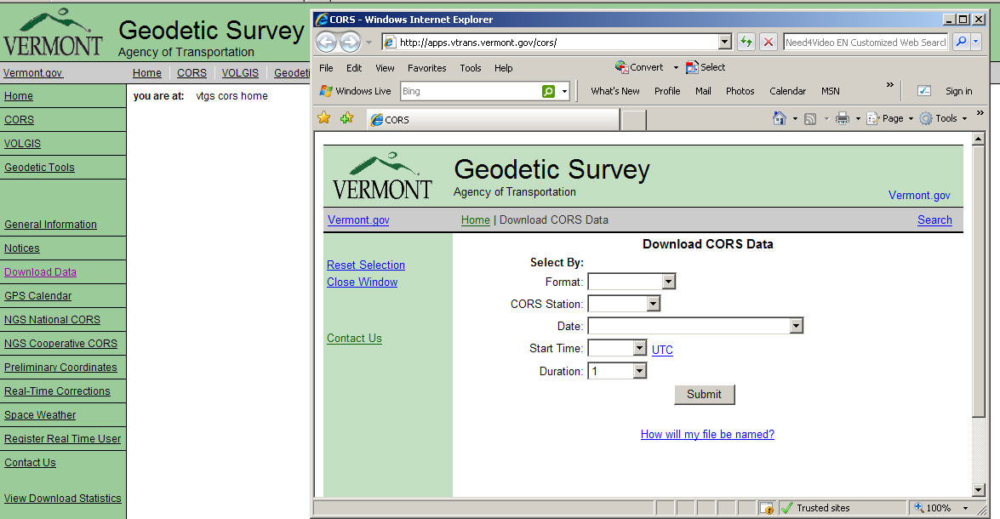 VERMONT
Geodetic Survey
Agency of Transportation
Vermont.gov
Home | CORS | VOLGIS | Geodeti
Home
CORS
VOLGIS
Geodetic Tools
General Information
Notices
Download Data
GPS Calendar
NGS National CORS
NGS Cooperative CORS
Preliminary Coordinates
Real-Time Corrections
Space Weather
Register Real Time User
Contact Us
View Download Statistics
you are at: vtgs cors home
CORS - Windows Internet Explorer
http://apps.vtrans.vermont.gov/cors/
Need4Video EN Customized Web Search
File Edit View Favorites Tools Help
Convert
Select
Windows Live Bing What's New Profile Mail Photos Calendar MSN » Sign in
CORS
Page Tools »
VERMONT
Geodetic Survey
Agency of Transportation
Vermont.gov
Vermont.gov
Home | Download CORS Data
Search
Reset Selection
Close Window
Contact Us
Download CORS Data
Select By:
Format:
CORS Station:
Date:
Start Time: UTC
Duration: 1
Submit
How will my file be named?
Trusted sites
100%